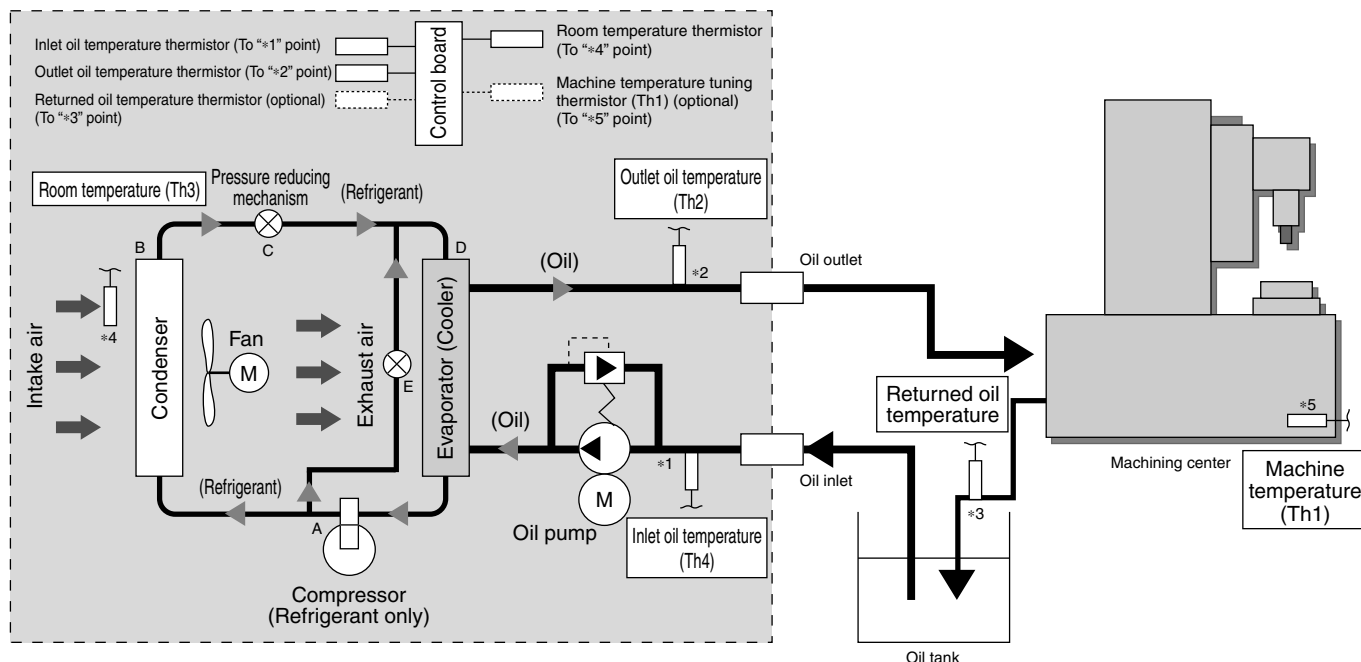 Inlet oil temperature thermistor (To “*1” point)
Outlet oil temperature thermistor (To “*2” point)
Returned oil temperature thermistor (optional)
(To “*3” point)
Control board
Room temperature thermistor
(To “*4” point)
Machine temperature tuning
thermistor (Th1) (optional)
(To “*5” point)
Room temperature (Th3)
Pressure reducing
mechanism
(Refrigerant)
Outlet oil temperature
(Th2)
B
C
D
*2
(Oil)
Oil outlet
Intake air
*4
Condenser
Fan
M
Exhaust air
E
Evaporator (Cooler)
(Oil)
*1
Oil inlet
Returned oil
temperature
*5
Machining center
Machine
temperature
(Th1)
(Refrigerant)
A
M
Oil pump
Inlet oil temperature
(Th4)
*3
Compressor
(Refrigerant only)
Oil tank